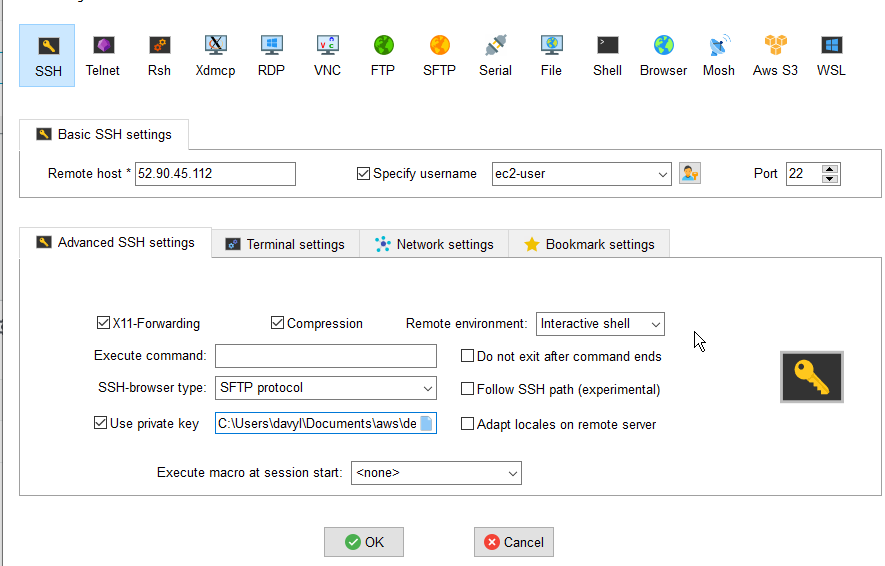 SSH Telnet Rsh Xdmcp RDP VNC FTP SFTP Serial File Shell Browser Mosh Aws S3 WSL
Basic SSH settings
Remote host * 52.90.45.112 Specify username ec2-user Port 22
Advanced SSH settings Terminal settings Network settings Bookmark settings
X11-Forwarding Compression Remote environment: Interactive shell
Execute command: Do not exit after command ends
SSH-browser type: SFTP protocol Follow SSH path (experimental)
Use private key C:\Users\davyl\Documents\aws\de Adapt locales on remote server
Execute macro at session start: <none>
OK Cancel